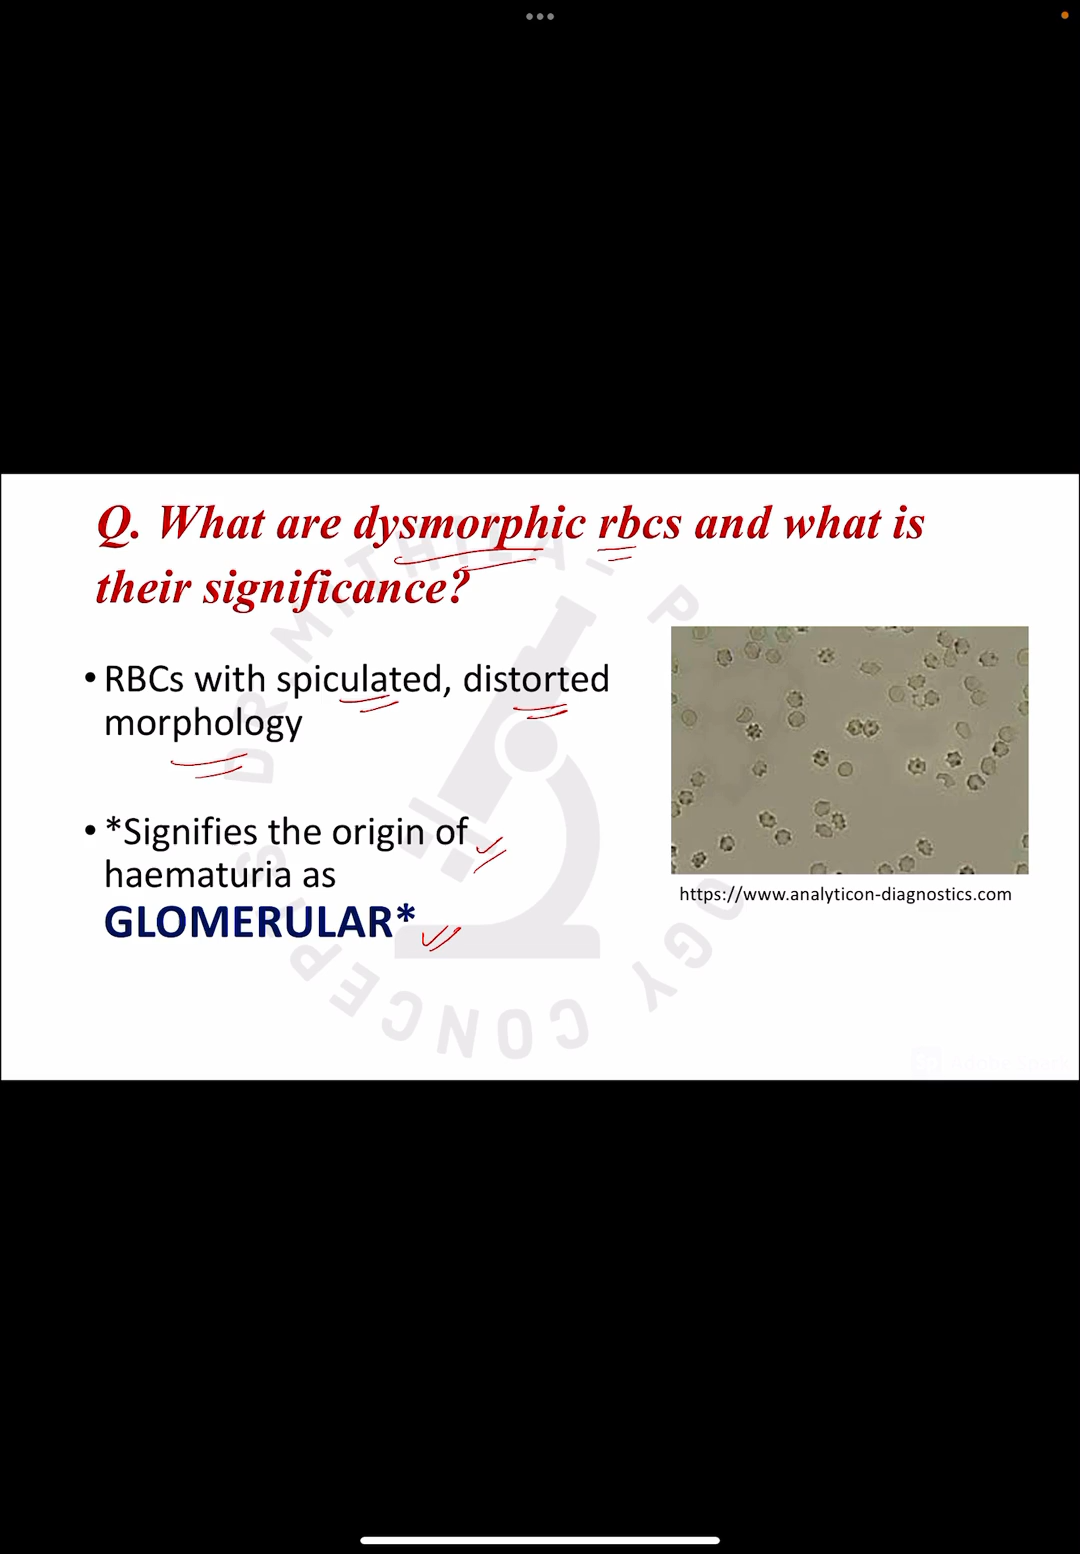 Q. What are dysmorphic rbcs and what is
their significance?
• RBCs with spiculated, distorted
morphology
• *Signifies the origin of
haematuria as
GLOMERULAR*
https://www.analyticon-diagnostics.com